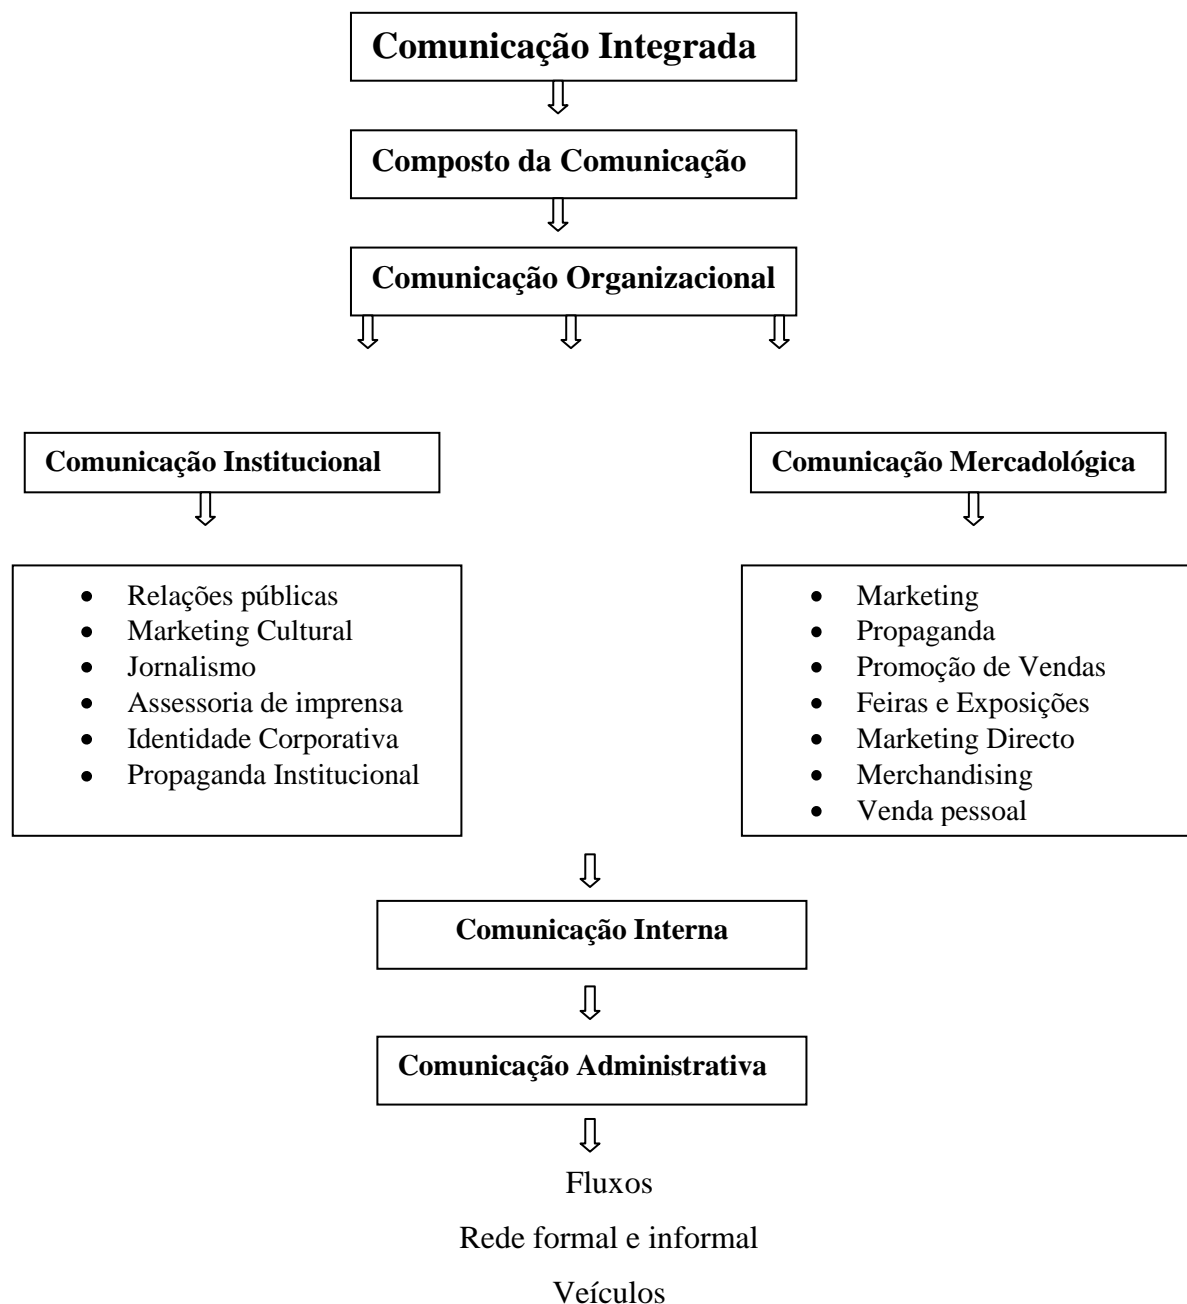 Comunicação Integrada
Composto da Comunicação
Comunicação Organizacional
Comunicação Institucional
Comunicação Mercadológica
• Relações públicas
• Marketing Cultural
• Jornalismo
• Assessoria de imprensa
• Identidade Corporativa
• Propaganda Institucional
• Marketing
• Propaganda
• Promoção de Vendas
• Feiras e Exposições
• Marketing Directo
• Merchandising
• Venda pessoal
Comunicação Interna
Comunicação Administrativa
Fluxos
Rede formal e informal
Veículos